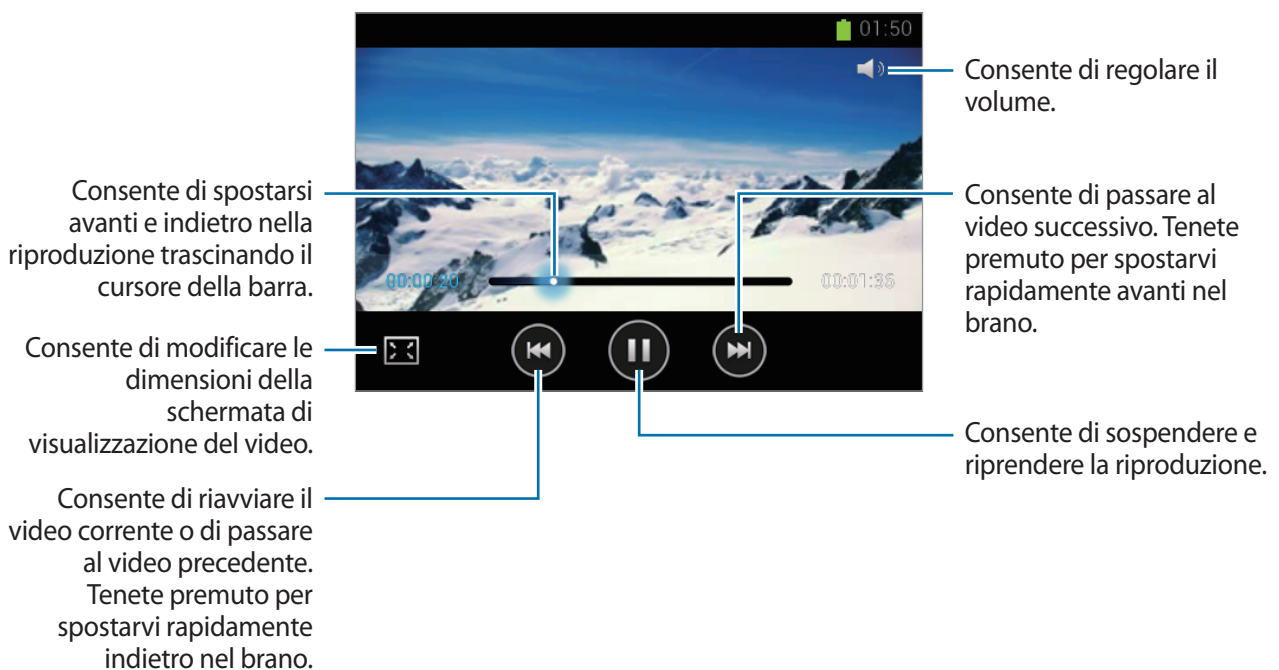 01:50
Consente di regolare il
volume.
Consente di spostarsi
avanti e indietro nella
riproduzione trascinando il
cursore della barra.
Consente di passare al
video successivo. Tenete
premuto per spostarvi
rapidamente avanti nel
brano.
00:00:20
00:01:35
Consente di modificare le
dimensioni della
schermata di
visualizzazione del video.
Consente di sospendere e
riprendere la riproduzione.
Consente di riavviare il
video corrente o di passare
al video precedente.
Tenete premuto per
spostarvi rapidamente
indietro nel brano.